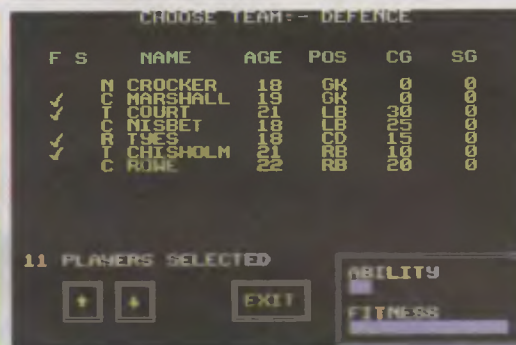 CHOOSE TEAM:- DEFENCE
F S NAME AGE POS CG SG
N CROCKER 18 GK 0 0
✓ C MARSHALL 19 GK 0 0
✓ T COURT 21 LB 30 0
C NISBET 18 LB 25 0
✓ R TYES 18 CD 15 0
✓ T CHISHOLM 21 RB 10 0
C ROWE 22 RB 20 0
11 PLAYERS SELECTED
ABILITY
EXIT
FITNESS